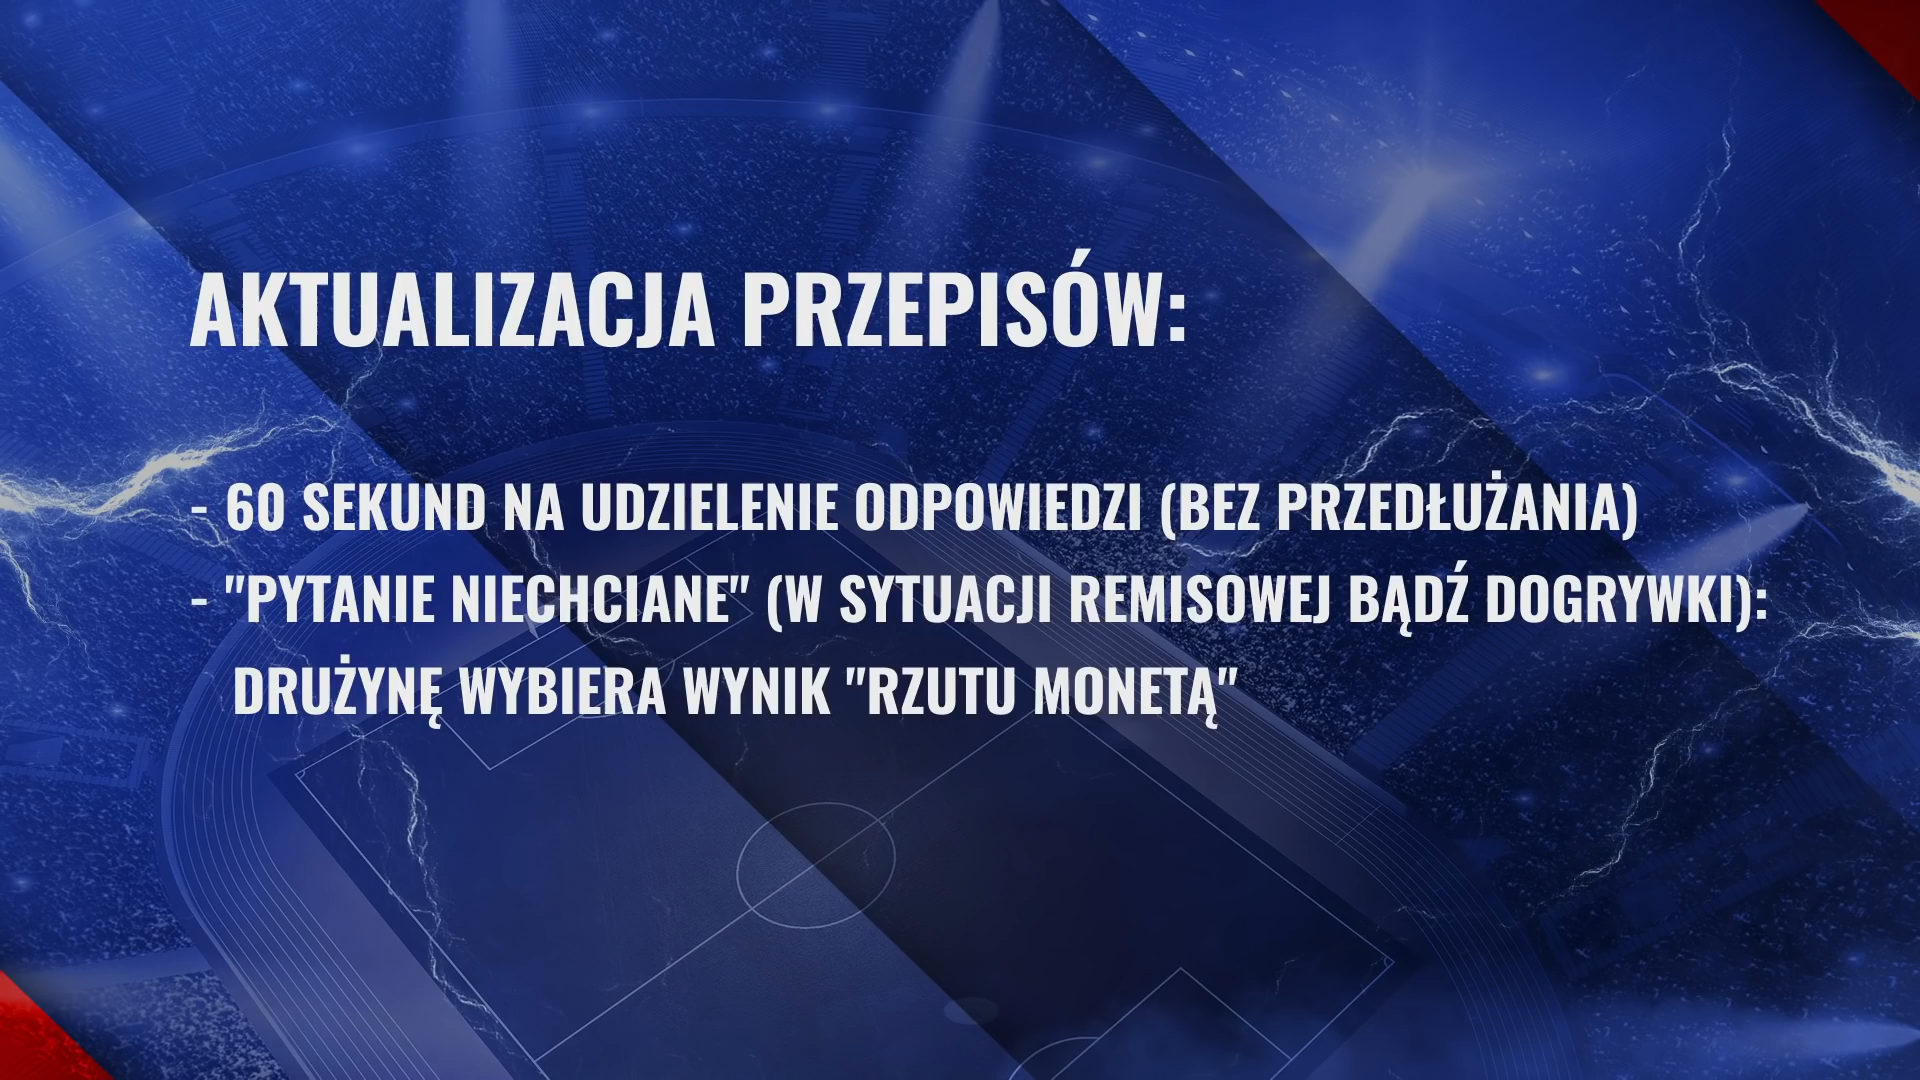 AKTUALIZACJA PRZEPISÓW:
- 60 SEKUND NA UDZIELENIE ODPOWIEDZI (BEZ PRZEDŁUŻANIA)
- "PYTANIE NIECHCIANE" (W SYTUACJI REMISOWEJ BĄDŹ DOGRYWKI):
DRUŻYNĘ WYBIERA WYNIK "RZUTU MONETĄ"